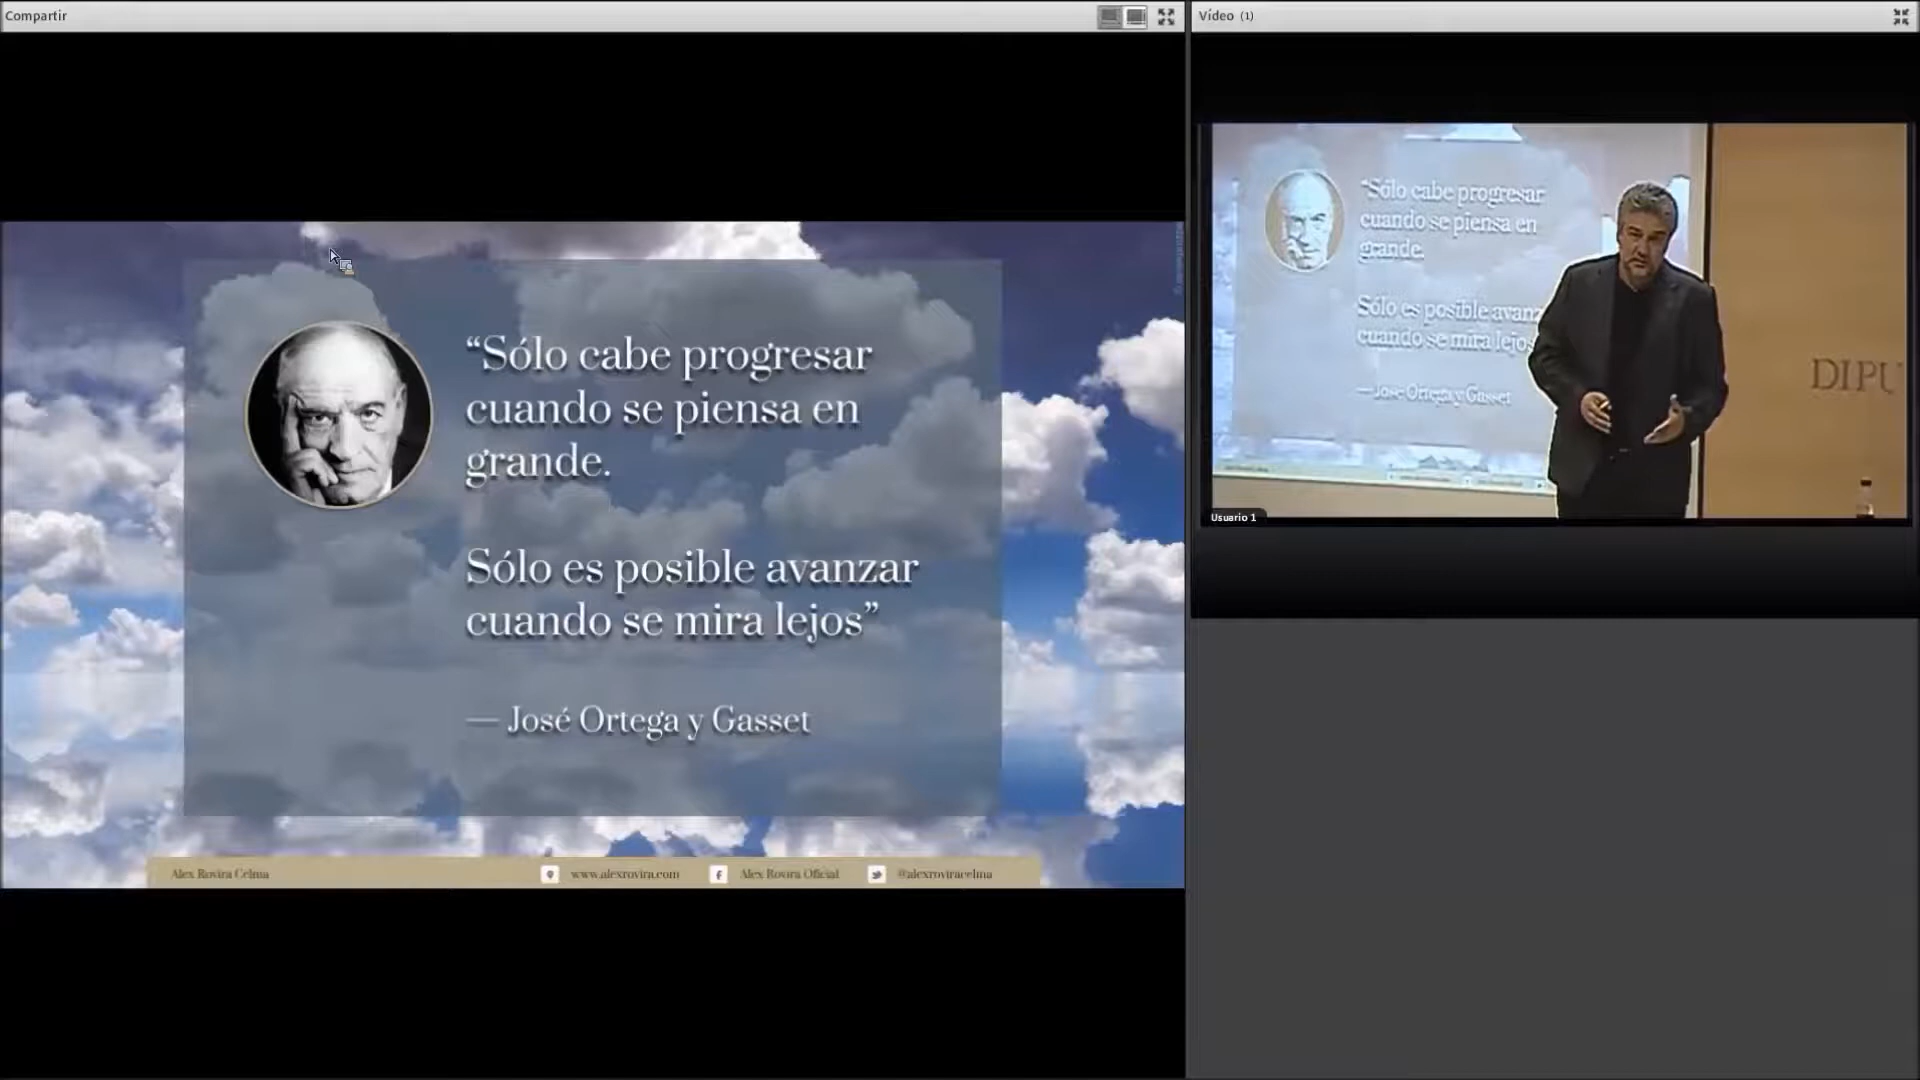 Compartir
Vídeo (1)
“Sólo cabe progresar
cuando se piensa en
grande.
Sólo es posible avanzar
cuando se mira lejos”
— José Ortega y Gasset
Alex Rovira Celma
www.alexrovira.com
Alex Rovira Oficial
@alexroviracelma
“Sólo cabe progresar
cuando se piensa en
grande.
Sólo es posible avanz
cuando se mira lejos
— José Ortega y Gasset
DIPU
Usuario 1